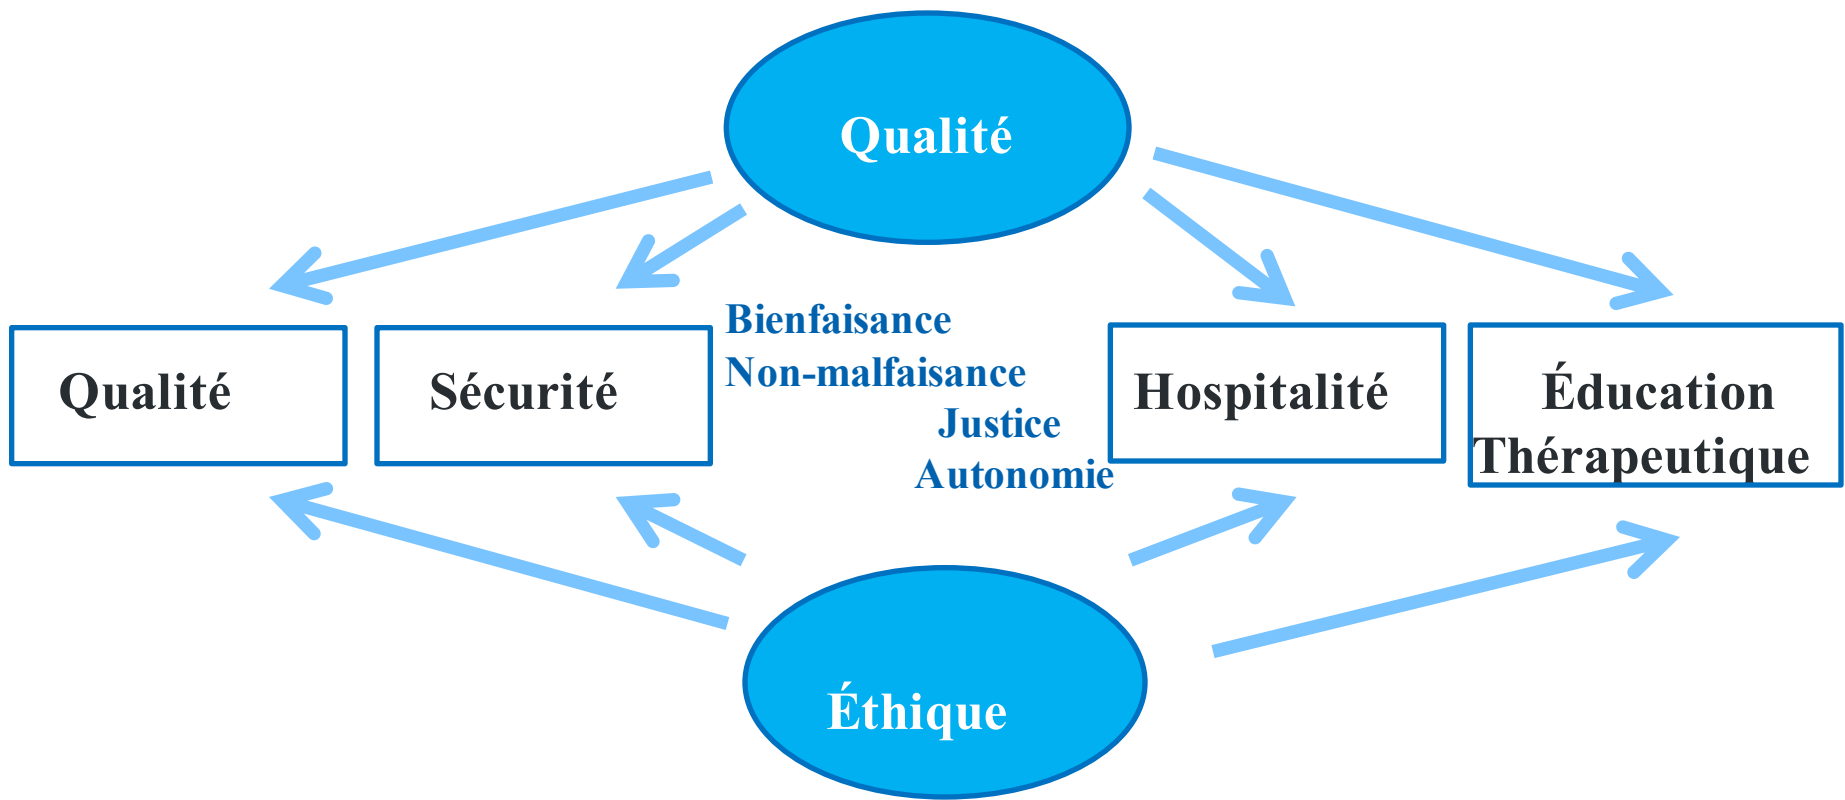 Qualité
Qualité
Sécurité
Bienfaisance
Non-malfaisance
Justice
Autonomie
Hospitalité
Éducation
Thérapeutique
Éthique